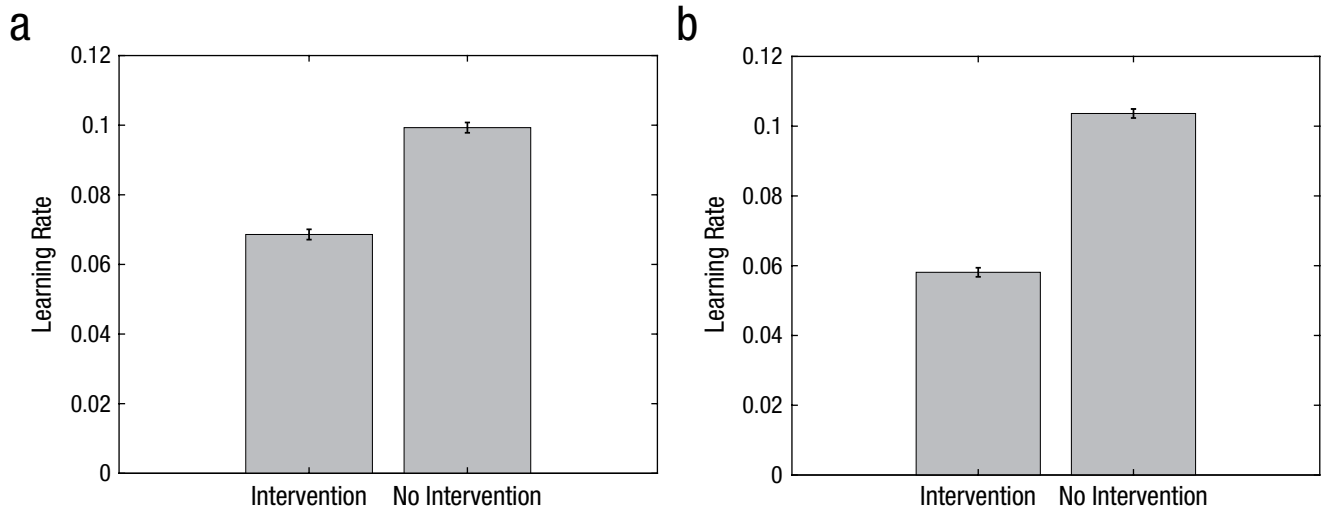 a
0.12
0.1
0.08
0.06
0.04
0.02
0
Learning Rate
Intervention No Intervention
b
0.12
0.1
0.08
0.06
0.04
0.02
0
Learning Rate
Intervention No Intervention